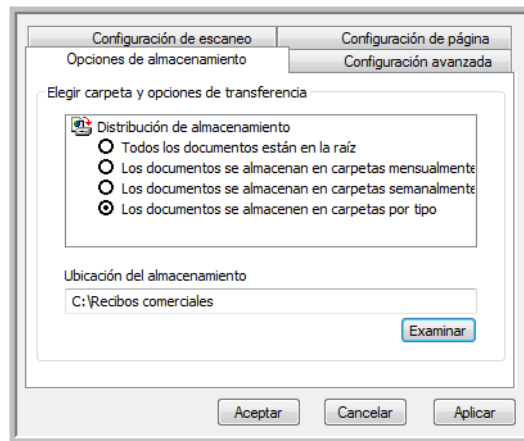 Configuración de escaneo
Configuración de página
Opciones de almacenamiento
Configuración avanzada
Elegir carpeta y opciones de transferencia
Distribución de almacenamiento
Todos los documentos están en la raíz
Los documentos se almacenan en carpetas mensualmente
Los documentos se almacenan en carpetas semanalmente
Los documentos se almacenen en carpetas por tipo
Ubicación del almacenamiento
C:\Recibos comerciales
Examinar
Aceptar
Cancelar
Aplicar